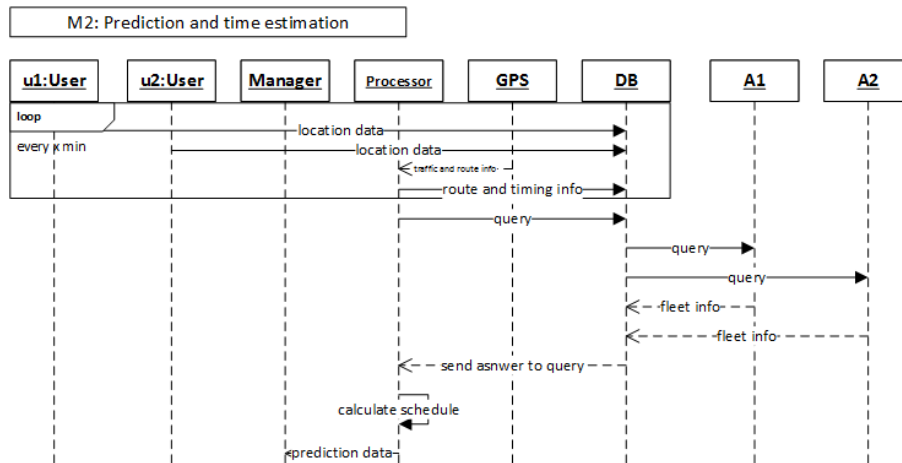 M2: Prediction and time estimation
u1:User
u2:User
Manager
Processor
GPS
DB
A1
A2
loop
location data
every x min
location data
traffic and route info
route and timing info
query
query
query
fleet info
fleet info
send asnwer to query
calculate schedule
prediction data